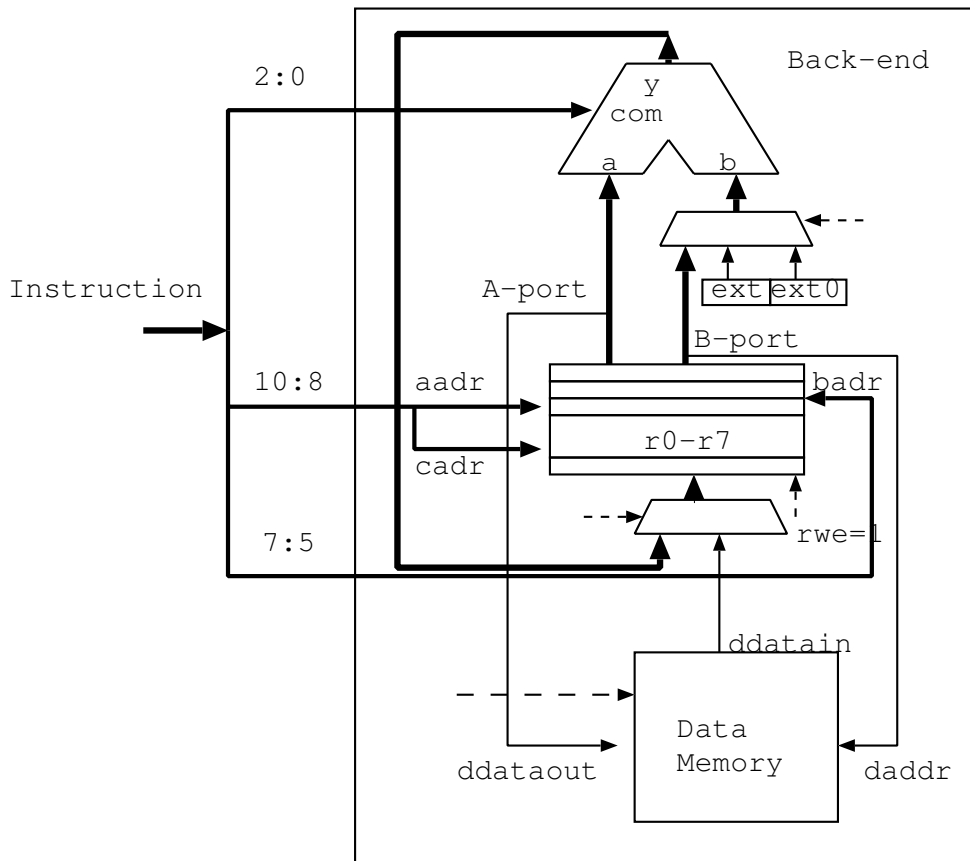 Back-end
2:0
y
com
a
b
Instruction
A-port
ext
ext0
B-port
10:8
aadr
badr
r0-r7
cadr
7:5
rwe=1
ddatain
Data
Memory
ddataout
daddr